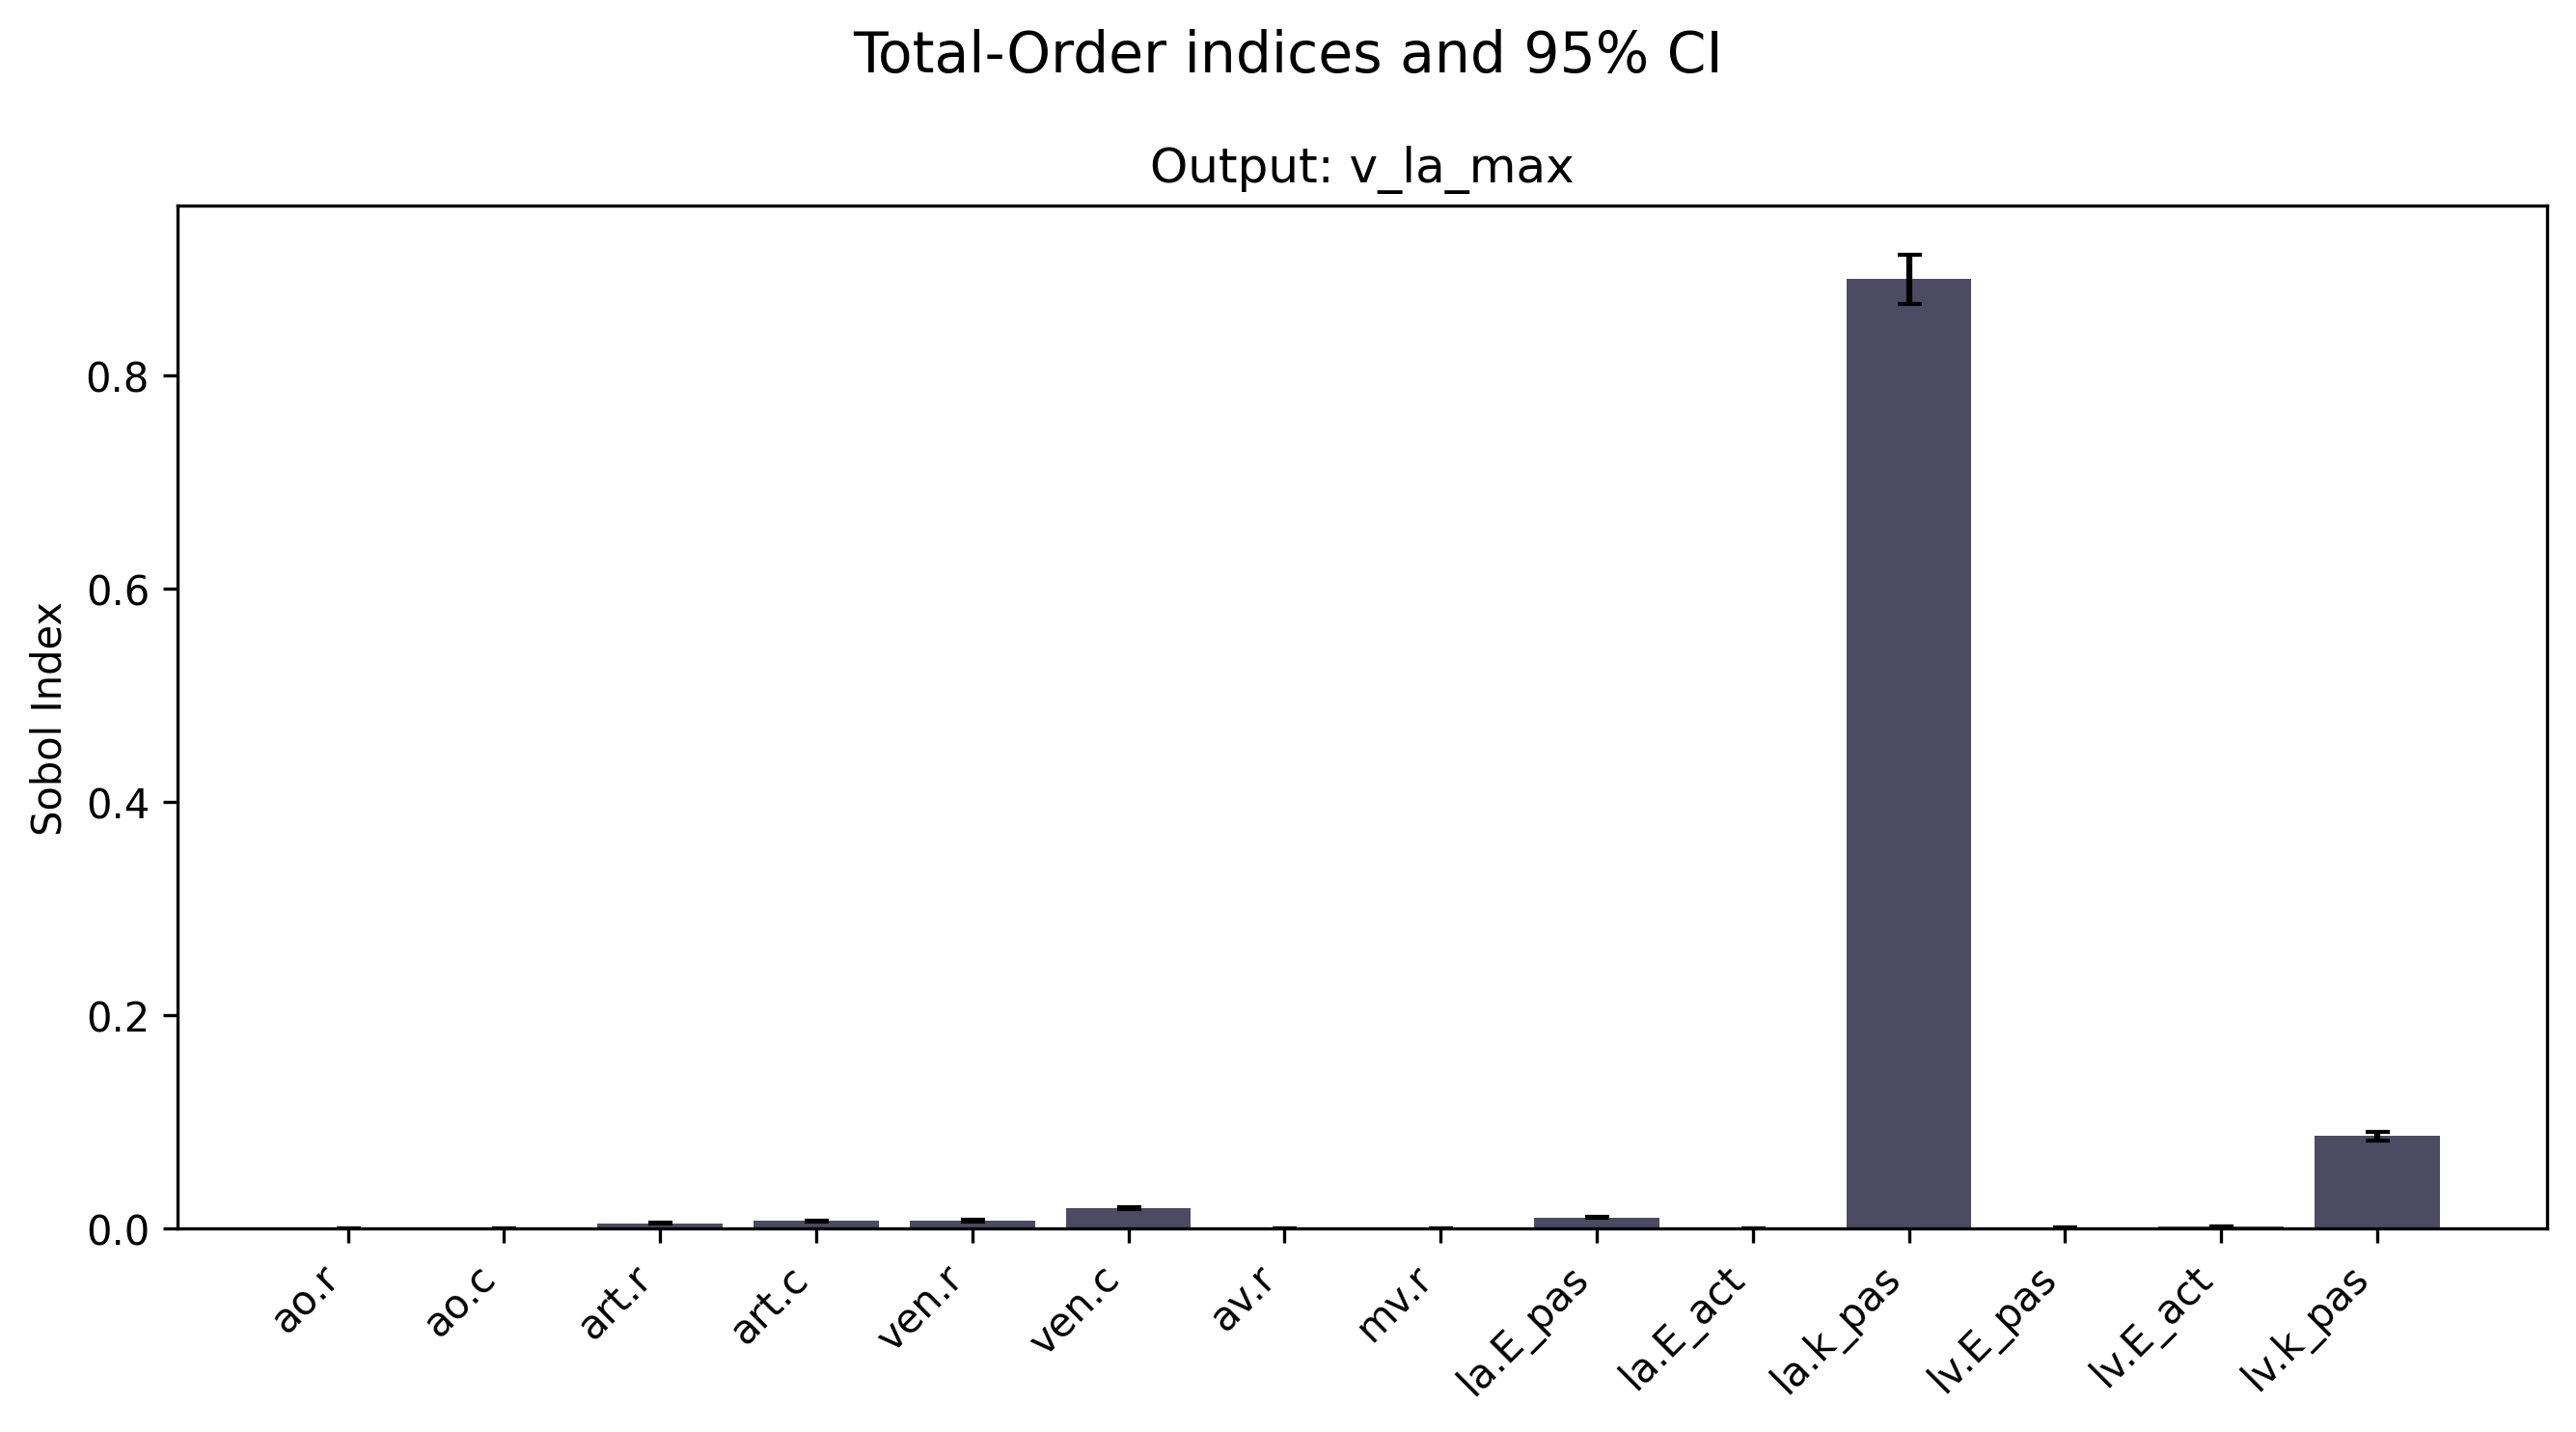 Total-Order indices and 95% CI
Output: v_la_max
Sobol Index
0.8
0.6
0.4
0.2
0.0
ao.r
ao.c
art.r
art.c
ven.r
ven.c
av.r
mv.r
la.E_pas
la.E_act
la.k_pas
lv.E_pas
lv.E_act
lv.k_pas